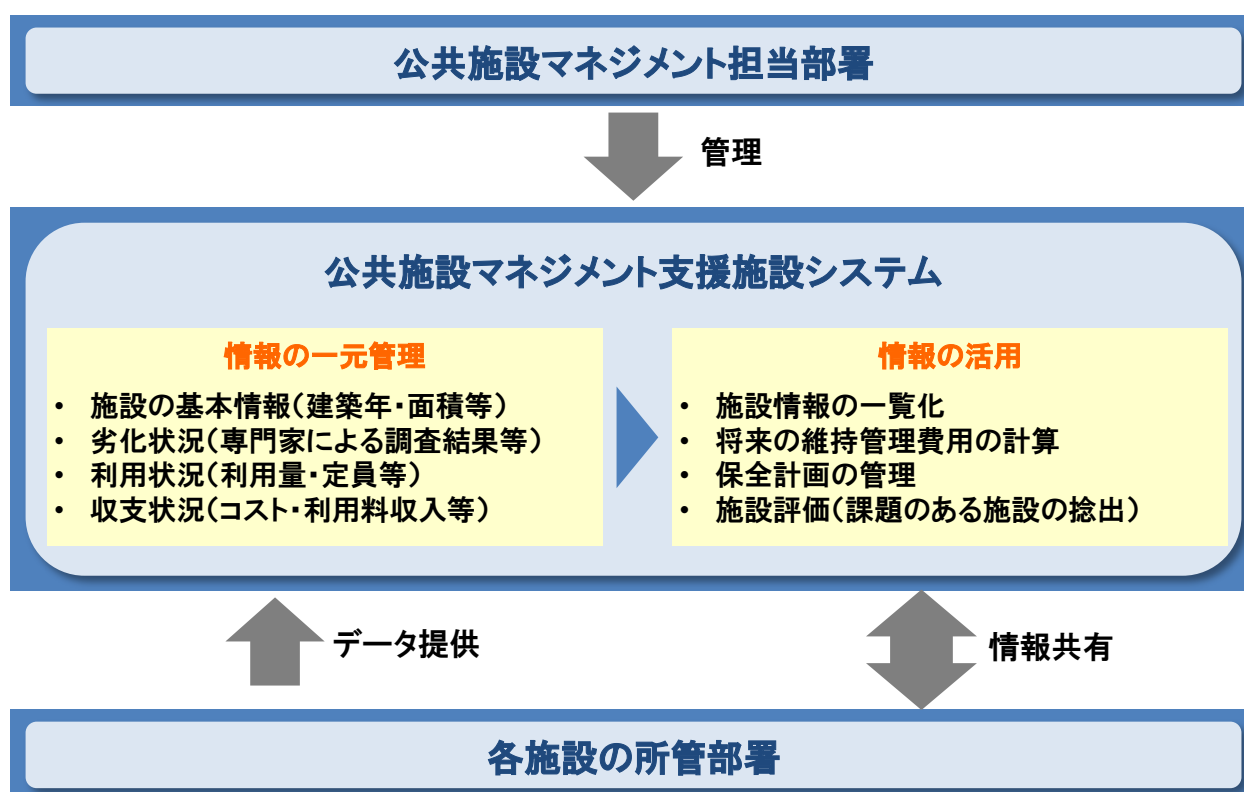 公共施設マネジメント担当部署
管理
公共施設マネジメント支援施設システム
情報の一元管理
• 施設の基本情報(建築年・面積等)
• 劣化状況(専門家による調査結果等)
• 利用状況(利用量・定員等)
• 収支状況(コスト・利用料収入等)
情報の活用
• 施設情報の一覧化
• 将来の維持管理費用の計算
• 保全計画の管理
• 施設評価(課題のある施設の捻出)
データ提供
情報共有
各施設の所管部署